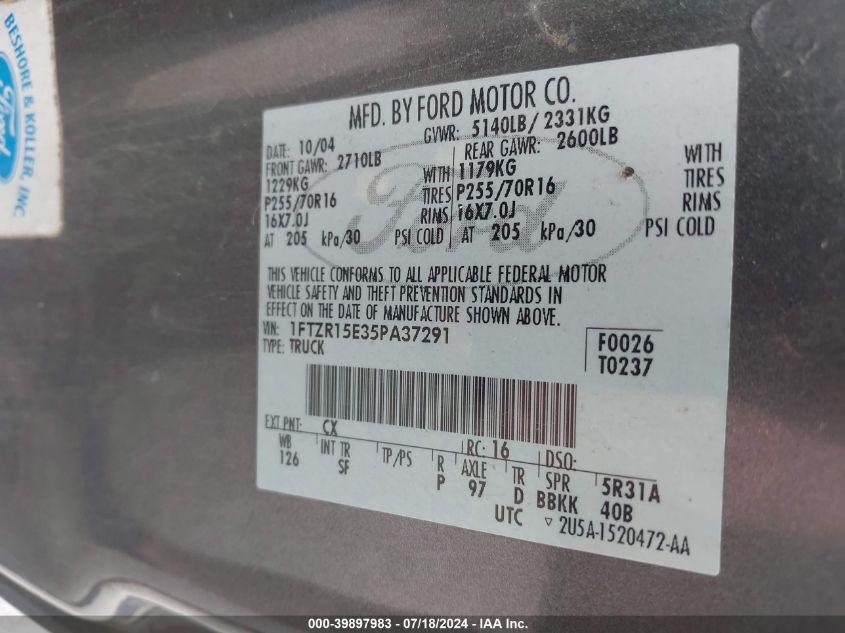 BESHORE & KOLLER, INC
Ford
MFD. BY FORD MOTOR CO.
DATE: 10/04 GVWR: 5140LB/ 2331KG
FRONT GAWR: 2710LB REAR GAWR: 2600LB
1229KG WITH 1179KG WITH
P255/70R16 TIRES P255/70R16 TIRES
16X7.0J RIMS 16X7.0J RIMS
AT 205 kPa/30 PSI COLD AT 205 kPa/30 PSI COLD
Ford
THIS VEHICLE CONFORMS TO ALL APPLICABLE FEDERAL MOTOR
VEHICLE SAFETY AND THEFT PREVENTION STANDARDS IN
EFFECT ON THE DATE OF MANUFACTURE SHOWN ABOVE.
VIN: 1FTZR15E35PA37291
TYPE: TRUCK
F0026
T0237
EXT PNT: CX RC: 16 DSO:
WB INT TR TP/PS R AXLE TR SPR 5R31A
126 SF P 97 D BBKK 40B
UTC ▽ 2U5A-1520472-AA
000-39897983 / 07/18/2024 - IAA Inc.